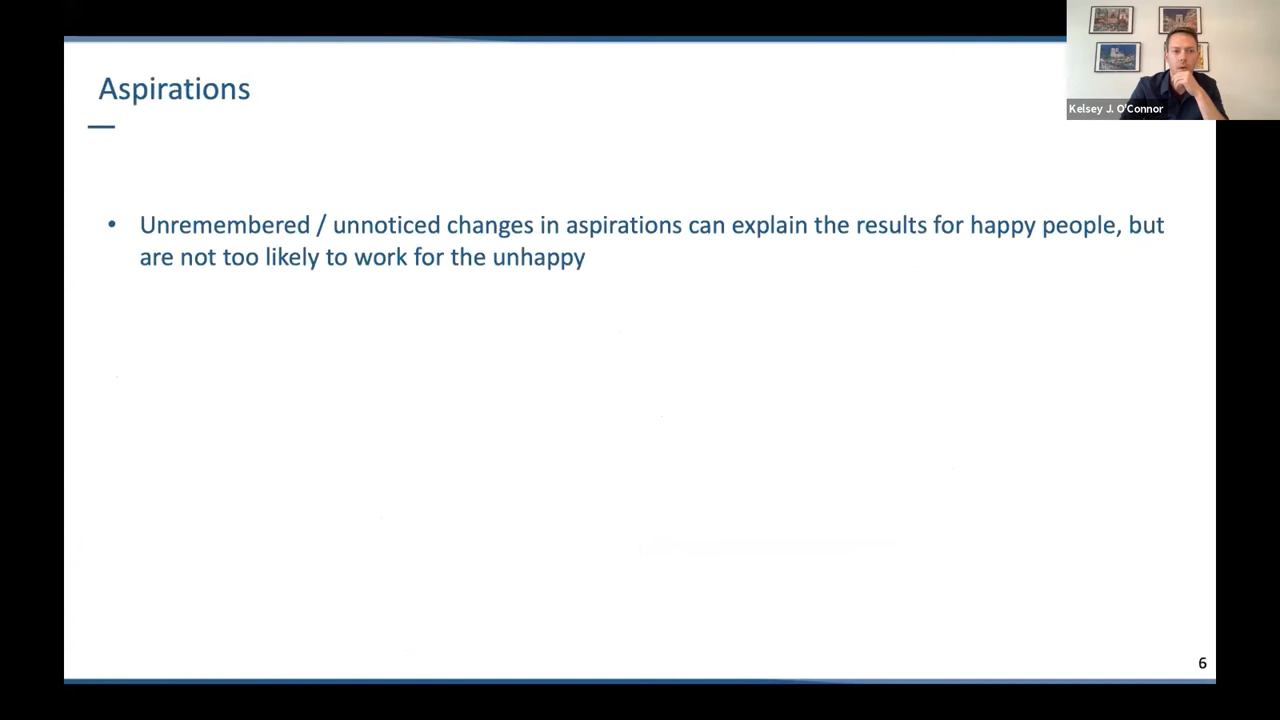 Aspirations
Kelsey J. O'Connor
• Unremembered / unnoticed changes in aspirations can explain the results for happy people, but
are not too likely to work for the unhappy
6